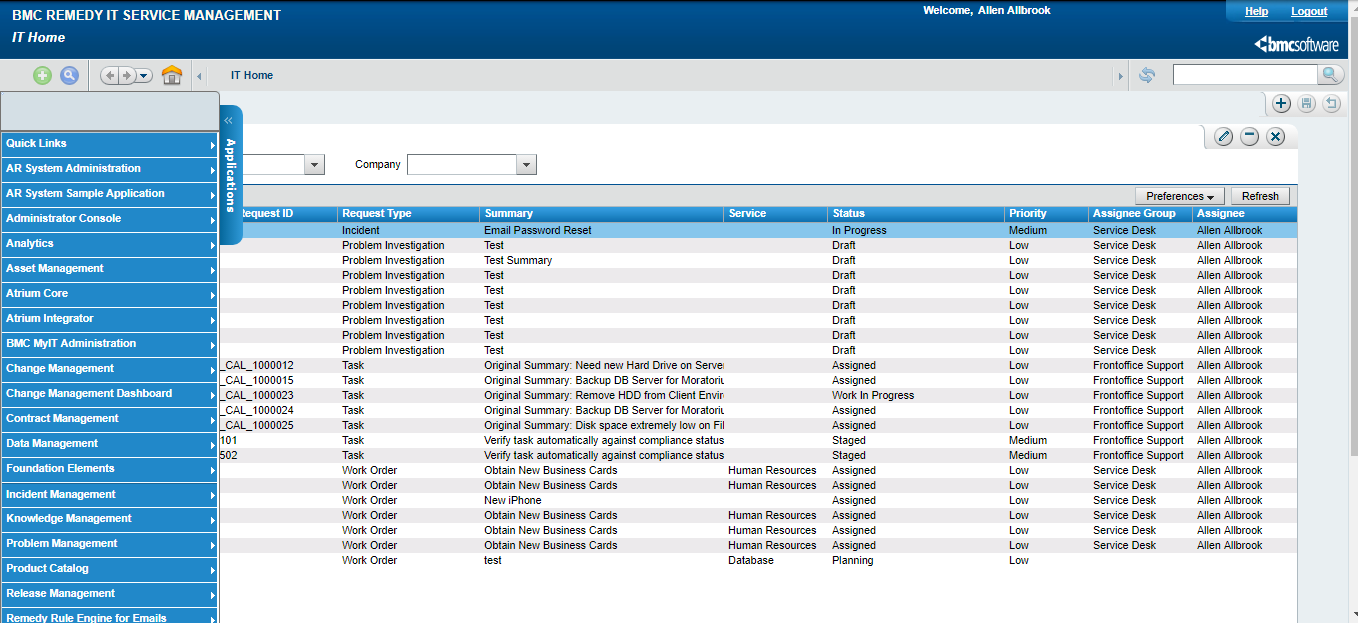 BMC REMEDY IT SERVICE MANAGEMENT
Welcome, Allen Allbrook
Help Logout
IT Home
bmcsoftware
IT Home
Applications
Quick Links
AR System Administration
AR System Sample Application
Administrator Console
Analytics
Asset Management
Atrium Core
Atrium Integrator
BMC MyIT Administration
Change Management
Change Management Dashboard
Contract Management
Data Management
Foundation Elements
Incident Management
Knowledge Management
Problem Management
Product Catalog
Release Management
Remedy Rule Engine for Emails
Company
Preferences Refresh
equest ID Request Type Summary Service Status Priority Assignee Group Assignee
Incident Email Password Reset In Progress Medium Service Desk Allen Allbrook
Problem Investigation Test Draft Low Service Desk Allen Allbrook
Problem Investigation Test Summary Draft Low Service Desk Allen Allbrook
Problem Investigation Test Draft Low Service Desk Allen Allbrook
Problem Investigation Test Draft Low Service Desk Allen Allbrook
Problem Investigation Test Draft Low Service Desk Allen Allbrook
Problem Investigation Test Draft Low Service Desk Allen Allbrook
Problem Investigation Test Draft Low Service Desk Allen Allbrook
Problem Investigation Test Draft Low Service Desk Allen Allbrook
_CAL_1000012 Task Original Summary: Need new Hard Drive on Server Assigned Low Frontoffice Support Allen Allbrook
_CAL_1000015 Task Original Summary: Backup DB Server for Moratoriu Assigned Low Frontoffice Support Allen Allbrook
_CAL_1000023 Task Original Summary: Remove HDD from Client Envir Work In Progress Low Frontoffice Support Allen Allbrook
_CAL_1000024 Task Original Summary: Backup DB Server for Moratoriu Assigned Low Frontoffice Support Allen Allbrook
_CAL_1000025 Task Original Summary: Disk space extremely low on Fil Assigned Low Frontoffice Support Allen Allbrook
101 Task Verify task automatically against compliance status Staged Medium Frontoffice Support Allen Allbrook
502 Task Verify task automatically against compliance status Staged Medium Frontoffice Support Allen Allbrook
Work Order Obtain New Business Cards Human Resources Assigned Low Service Desk Allen Allbrook
Work Order Obtain New Business Cards Human Resources Assigned Low Service Desk Allen Allbrook
Work Order New iPhone Assigned Low Service Desk Allen Allbrook
Work Order Obtain New Business Cards Human Resources Assigned Low Service Desk Allen Allbrook
Work Order Obtain New Business Cards Human Resources Assigned Low Service Desk Allen Allbrook
Work Order Obtain New Business Cards Human Resources Assigned Low Service Desk Allen Allbrook
Work Order test Database Planning Low